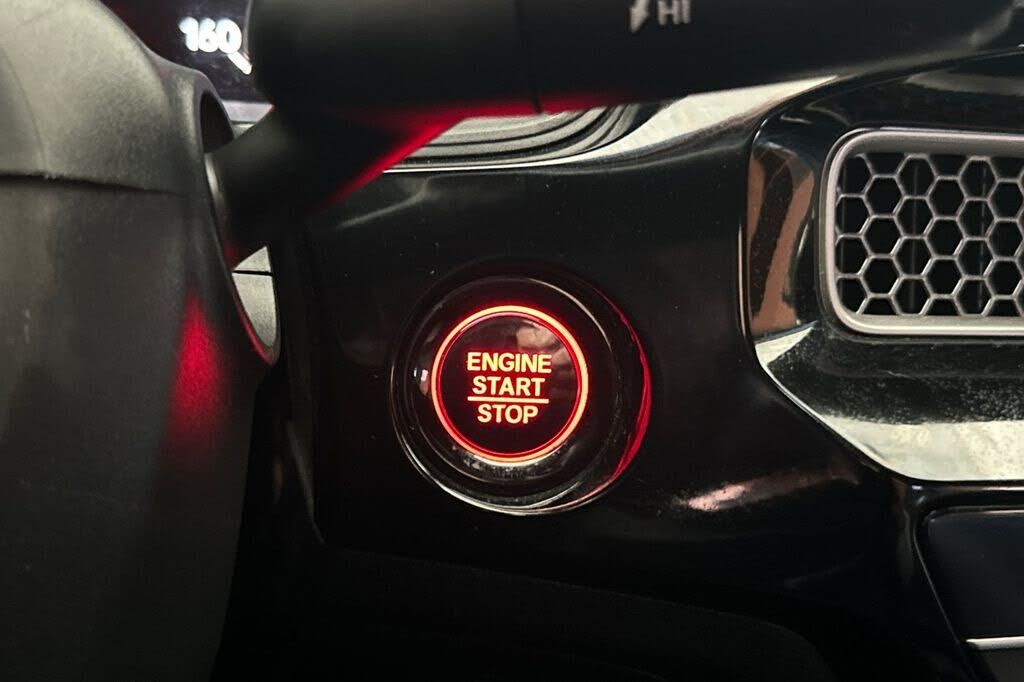 160
HI
ENGINE
START
STOP